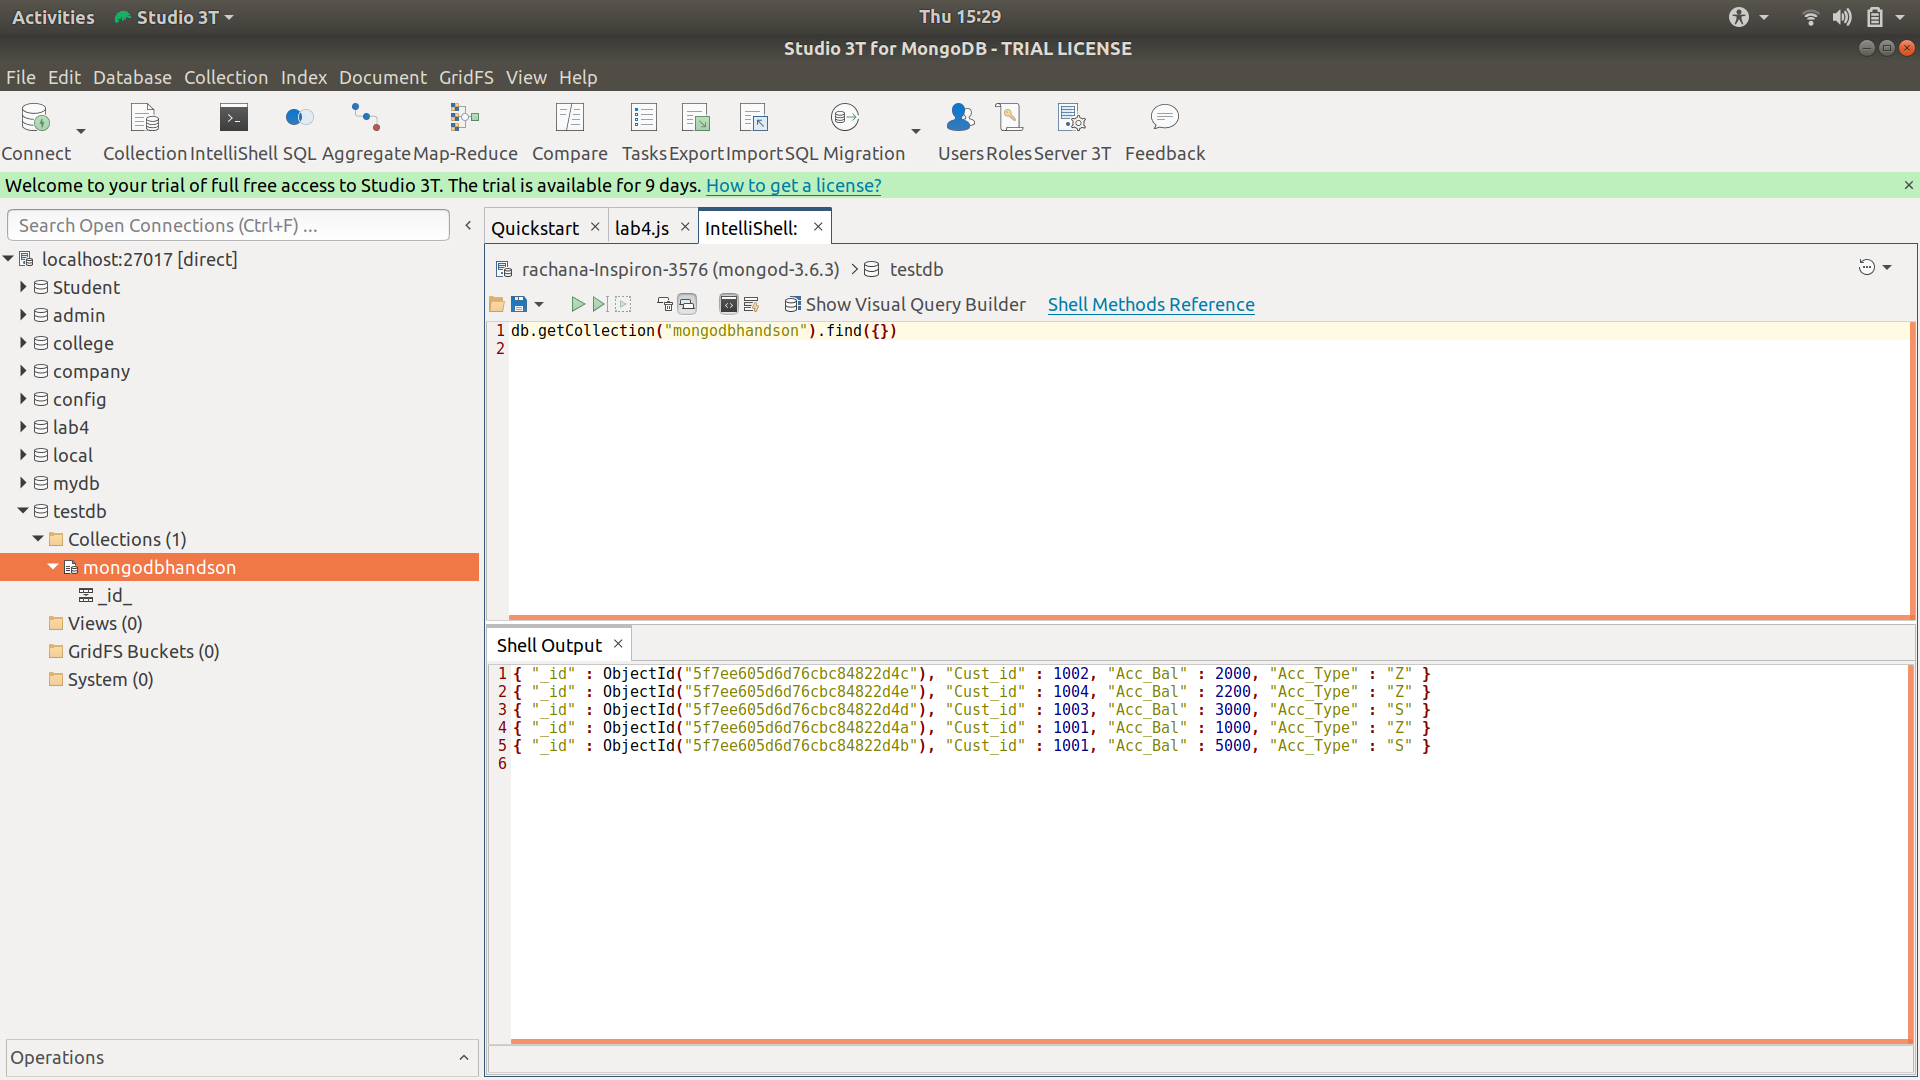 Activities Studio 3T Thu 15:29
Studio 3T for MongoDB - TRIAL LICENSE
File Edit Database Collection Index Document GridFS View Help
Connect Collection IntelliShell SQL Aggregate Map-Reduce Compare Tasks Export Import SQL Migration Users Roles Server 3T Feedback
Welcome to your trial of full free access to Studio 3T. The trial is available for 9 days. How to get a license?
Search Open Connections (Ctrl+F) ...
localhost:27017 [direct]
Student
admin
college
company
config
lab4
local
mydb
testdb
Collections (1)
mongodbhandson
_id_
Views (0)
GridFS Buckets (0)
System (0)
Operations
Quickstart lab4.js IntelliShell:
rachana-Inspiron-3576 (mongod-3.6.3) testdb
Show Visual Query Builder Shell Methods Reference
1 db.getCollection("mongodbhandson").find({})
2
Shell Output
1 { "_id" : ObjectId("5f7ee605d6d76cbc84822d4c"), "Cust_id" : 1002, "Acc_Bal" : 2000, "Acc_Type" : "Z" }
2 { "_id" : ObjectId("5f7ee605d6d76cbc84822d4e"), "Cust_id" : 1004, "Acc_Bal" : 2200, "Acc_Type" : "Z" }
3 { "_id" : ObjectId("5f7ee605d6d76cbc84822d4d"), "Cust_id" : 1003, "Acc_Bal" : 3000, "Acc_Type" : "S" }
4 { "_id" : ObjectId("5f7ee605d6d76cbc84822d4a"), "Cust_id" : 1001, "Acc_Bal" : 1000, "Acc_Type" : "Z" }
5 { "_id" : ObjectId("5f7ee605d6d76cbc84822d4b"), "Cust_id" : 1001, "Acc_Bal" : 5000, "Acc_Type" : "S" }
6